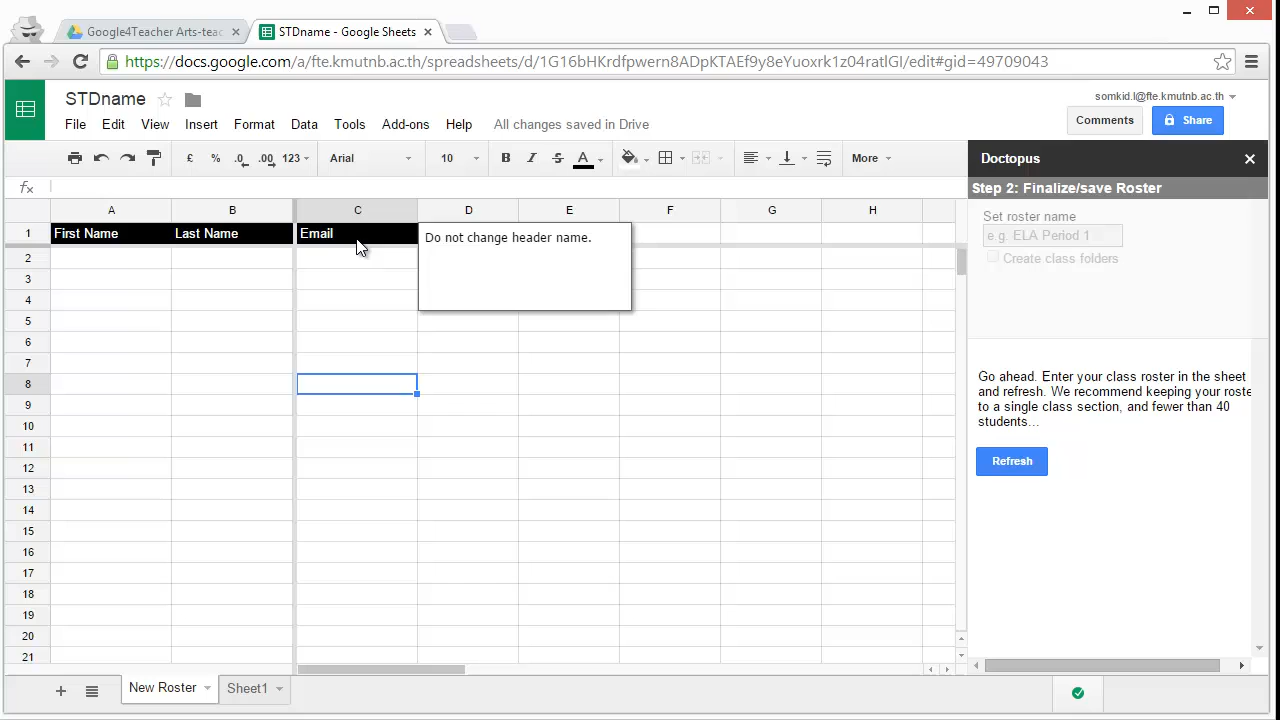 Google4Teacher Arts-teac
STDname - Google Sheets
https://docs.google.com/a/fte.kmutnb.ac.th/spreadsheets/d/1G16bHKrdfpwern8ADpKTAEf9y8eYuoxrk1z04ratlGI/edit#gid=49709043
STDname
somkid.l@fte.kmutnb.ac.th
File Edit View Insert Format Data Tools Add-ons Help All changes saved in Drive
Comments
Share
£ % .0 .00 123 Arial 10 B I S A More
Doctopus
fx
Step 2: Finalize/save Roster
A B C D E F G H
Set roster name
1 First Name Last Name Email
e.g. ELA Period 1
Do not change header name.
2
Create class folders
3
4
5
6
7
8
9
10
11
12
13
14
15
16
17
18
19
20
21
Go ahead. Enter your class roster in the sheet
and refresh. We recommend keeping your roste
to a single class section, and fewer than 40
students...
Refresh
New Roster
Sheet1